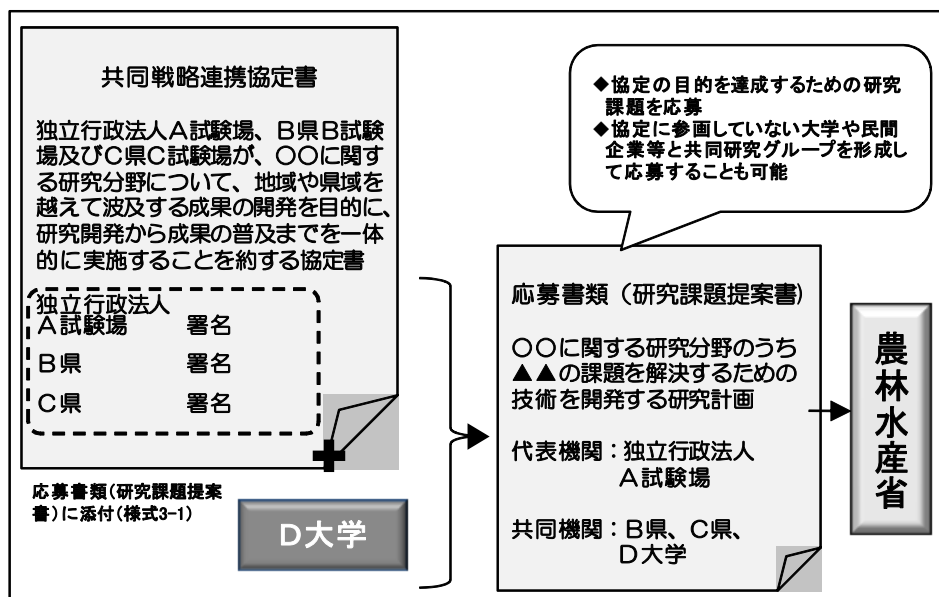 共同戦略連携協定書
独立行政法人A試験場、B県B試験
場及びC県C試験場が、〇〇に関す
る研究分野について、地域や県域を
越えて波及する成果の開発を目的に、
研究開発から成果の普及までを一体
的に実施することを約する協定書
独立行政法人
A試験場 署名
B県 署名
C県 署名
応募書類(研究課題提案
書)に添付(様式3-1)
D大学
◆協定の目的を達成するための研究
課題を応募
◆協定に参画していない大学や民間
企業等と共同研究グループを形成し
て応募することも可能
応募書類(研究課題提案書)
〇〇に関する研究分野のうち
▲▲の課題を解決するための
技術を開発する研究計画
代表機関:独立行政法人
A試験場
共同機関:B県、C県、
D大学
農林水産省